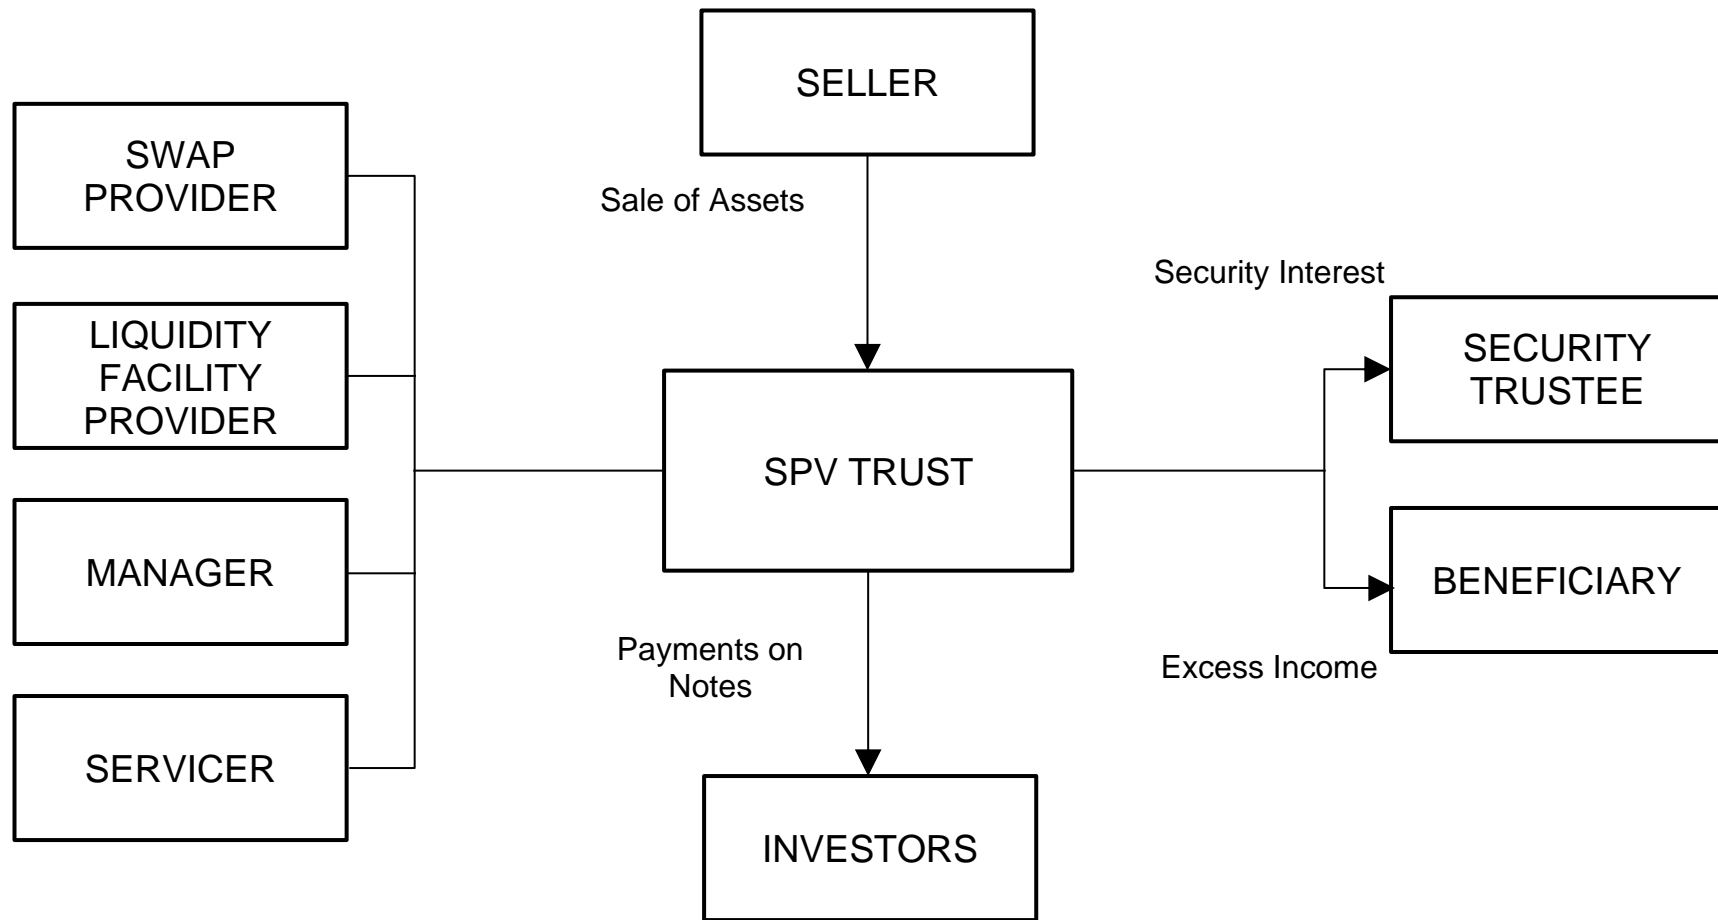 SELLER
SWAP
PROVIDER
Sale of Assets
Security Interest
LIQUIDITY
FACILITY
PROVIDER
SECURITY
TRUSTEE
SPV TRUST
MANAGER
BENEFICIARY
Payments on
Notes
Excess Income
SERVICER
INVESTORS